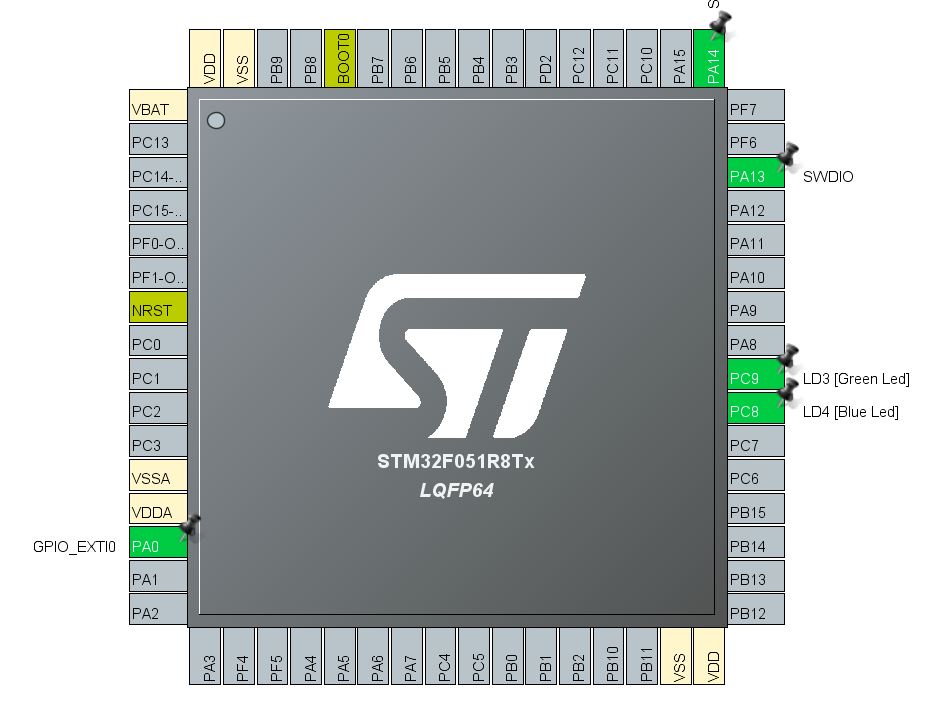 S
VDD
VSS
PB9
PB8
BOOT0
PB7
PB6
PB5
PB4
PB3
PD2
PC12
PC11
PC10
PA15
PA14
VBAT
PC13
PC14-..
PC15-..
PF0-O..
PF1-O..
NRST
PC0
PC1
PC2
PC3
VSSA
VDDA
GPIO_EXTI0 PA0
PA1
PA2
ST
STM32F051R8Tx
LQFP64
PF7
PF6
PA13 SWDIO
PA12
PA11
PA10
PA9
PA8
PC9 LD3 [Green Led]
PC8 LD4 [Blue Led]
PC7
PC6
PB15
PB14
PB13
PB12
PA3
PF4
PF5
PA4
PA5
PA6
PA7
PC4
PC5
PB0
PB1
PB2
PB10
PB11
VSS
VDD